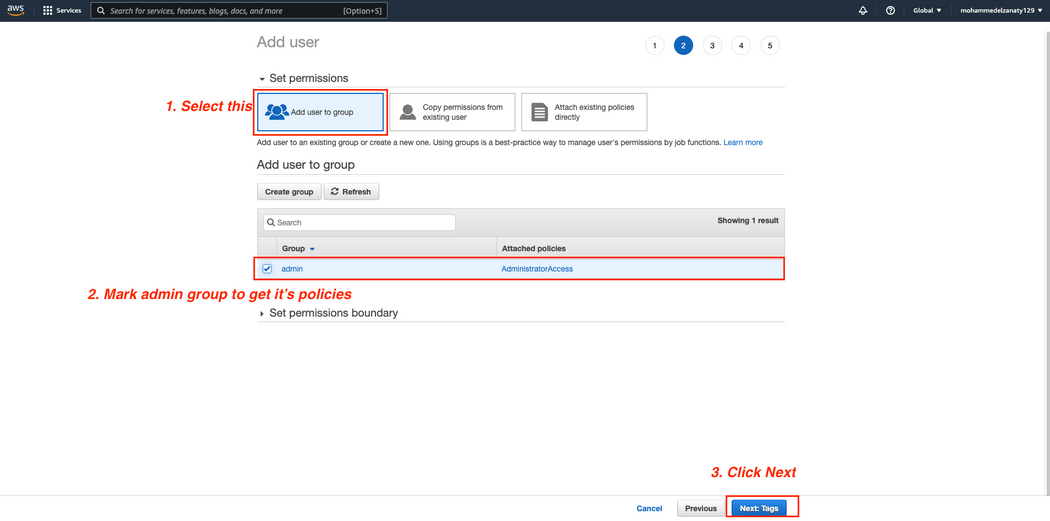 aws
Services
Search for services, features, blogs, docs, and more
[Option+S]
Global
mohammedelzanaty129
Add user
1
2
3
4
5
Set permissions
1. Select this
Add user to group
Copy permissions from
existing user
Attach existing policies
directly
Add user to an existing group or create a new one. Using groups is a best-practice way to manage user's permissions by job functions. Learn more
Add user to group
Create group
Refresh
Search
Showing 1 result
Group
Attached policies
admin
AdministratorAccess
2. Mark admin group to get it's policies
Set permissions boundary
3. Click Next
Cancel
Previous
Next: Tags